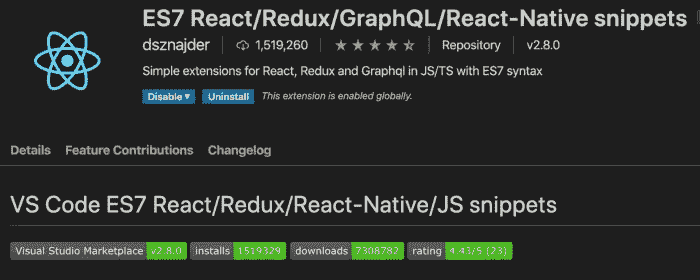 ES7 React/Redux/GraphQL/React-Native snippets
dsznajder 1,519,260 Repository v2.8.0
Simple extensions for React, Redux and Graphql in JS/TS with ES7 syntax
Disable Uninstall This extension is enabled globally.
Details Feature Contributions Changelog
VS Code ES7 React/Redux/React-Native/JS snippets
Visual Studio Marketplace v2.8.0 installs 1519329 downloads 7308782 rating 4.43/5 (23)